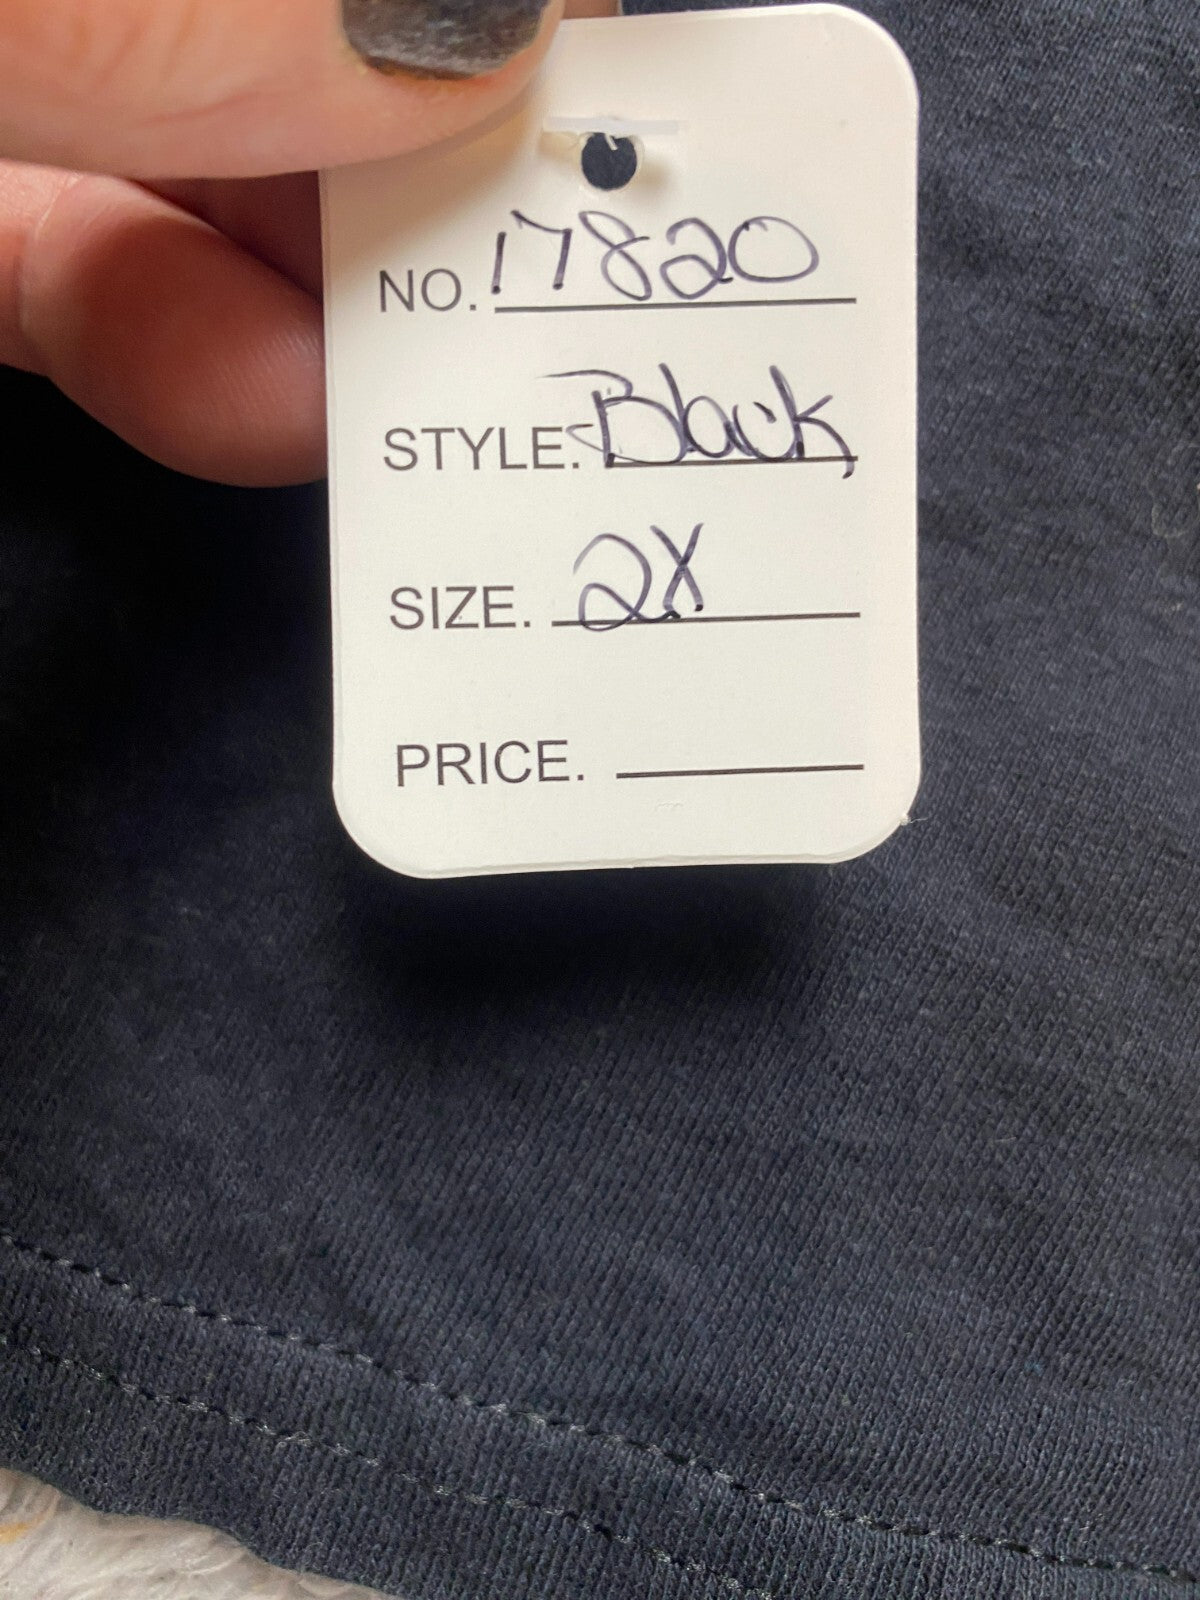 NO. 17820
STYLE. Black
SIZE. 2X
PRICE.